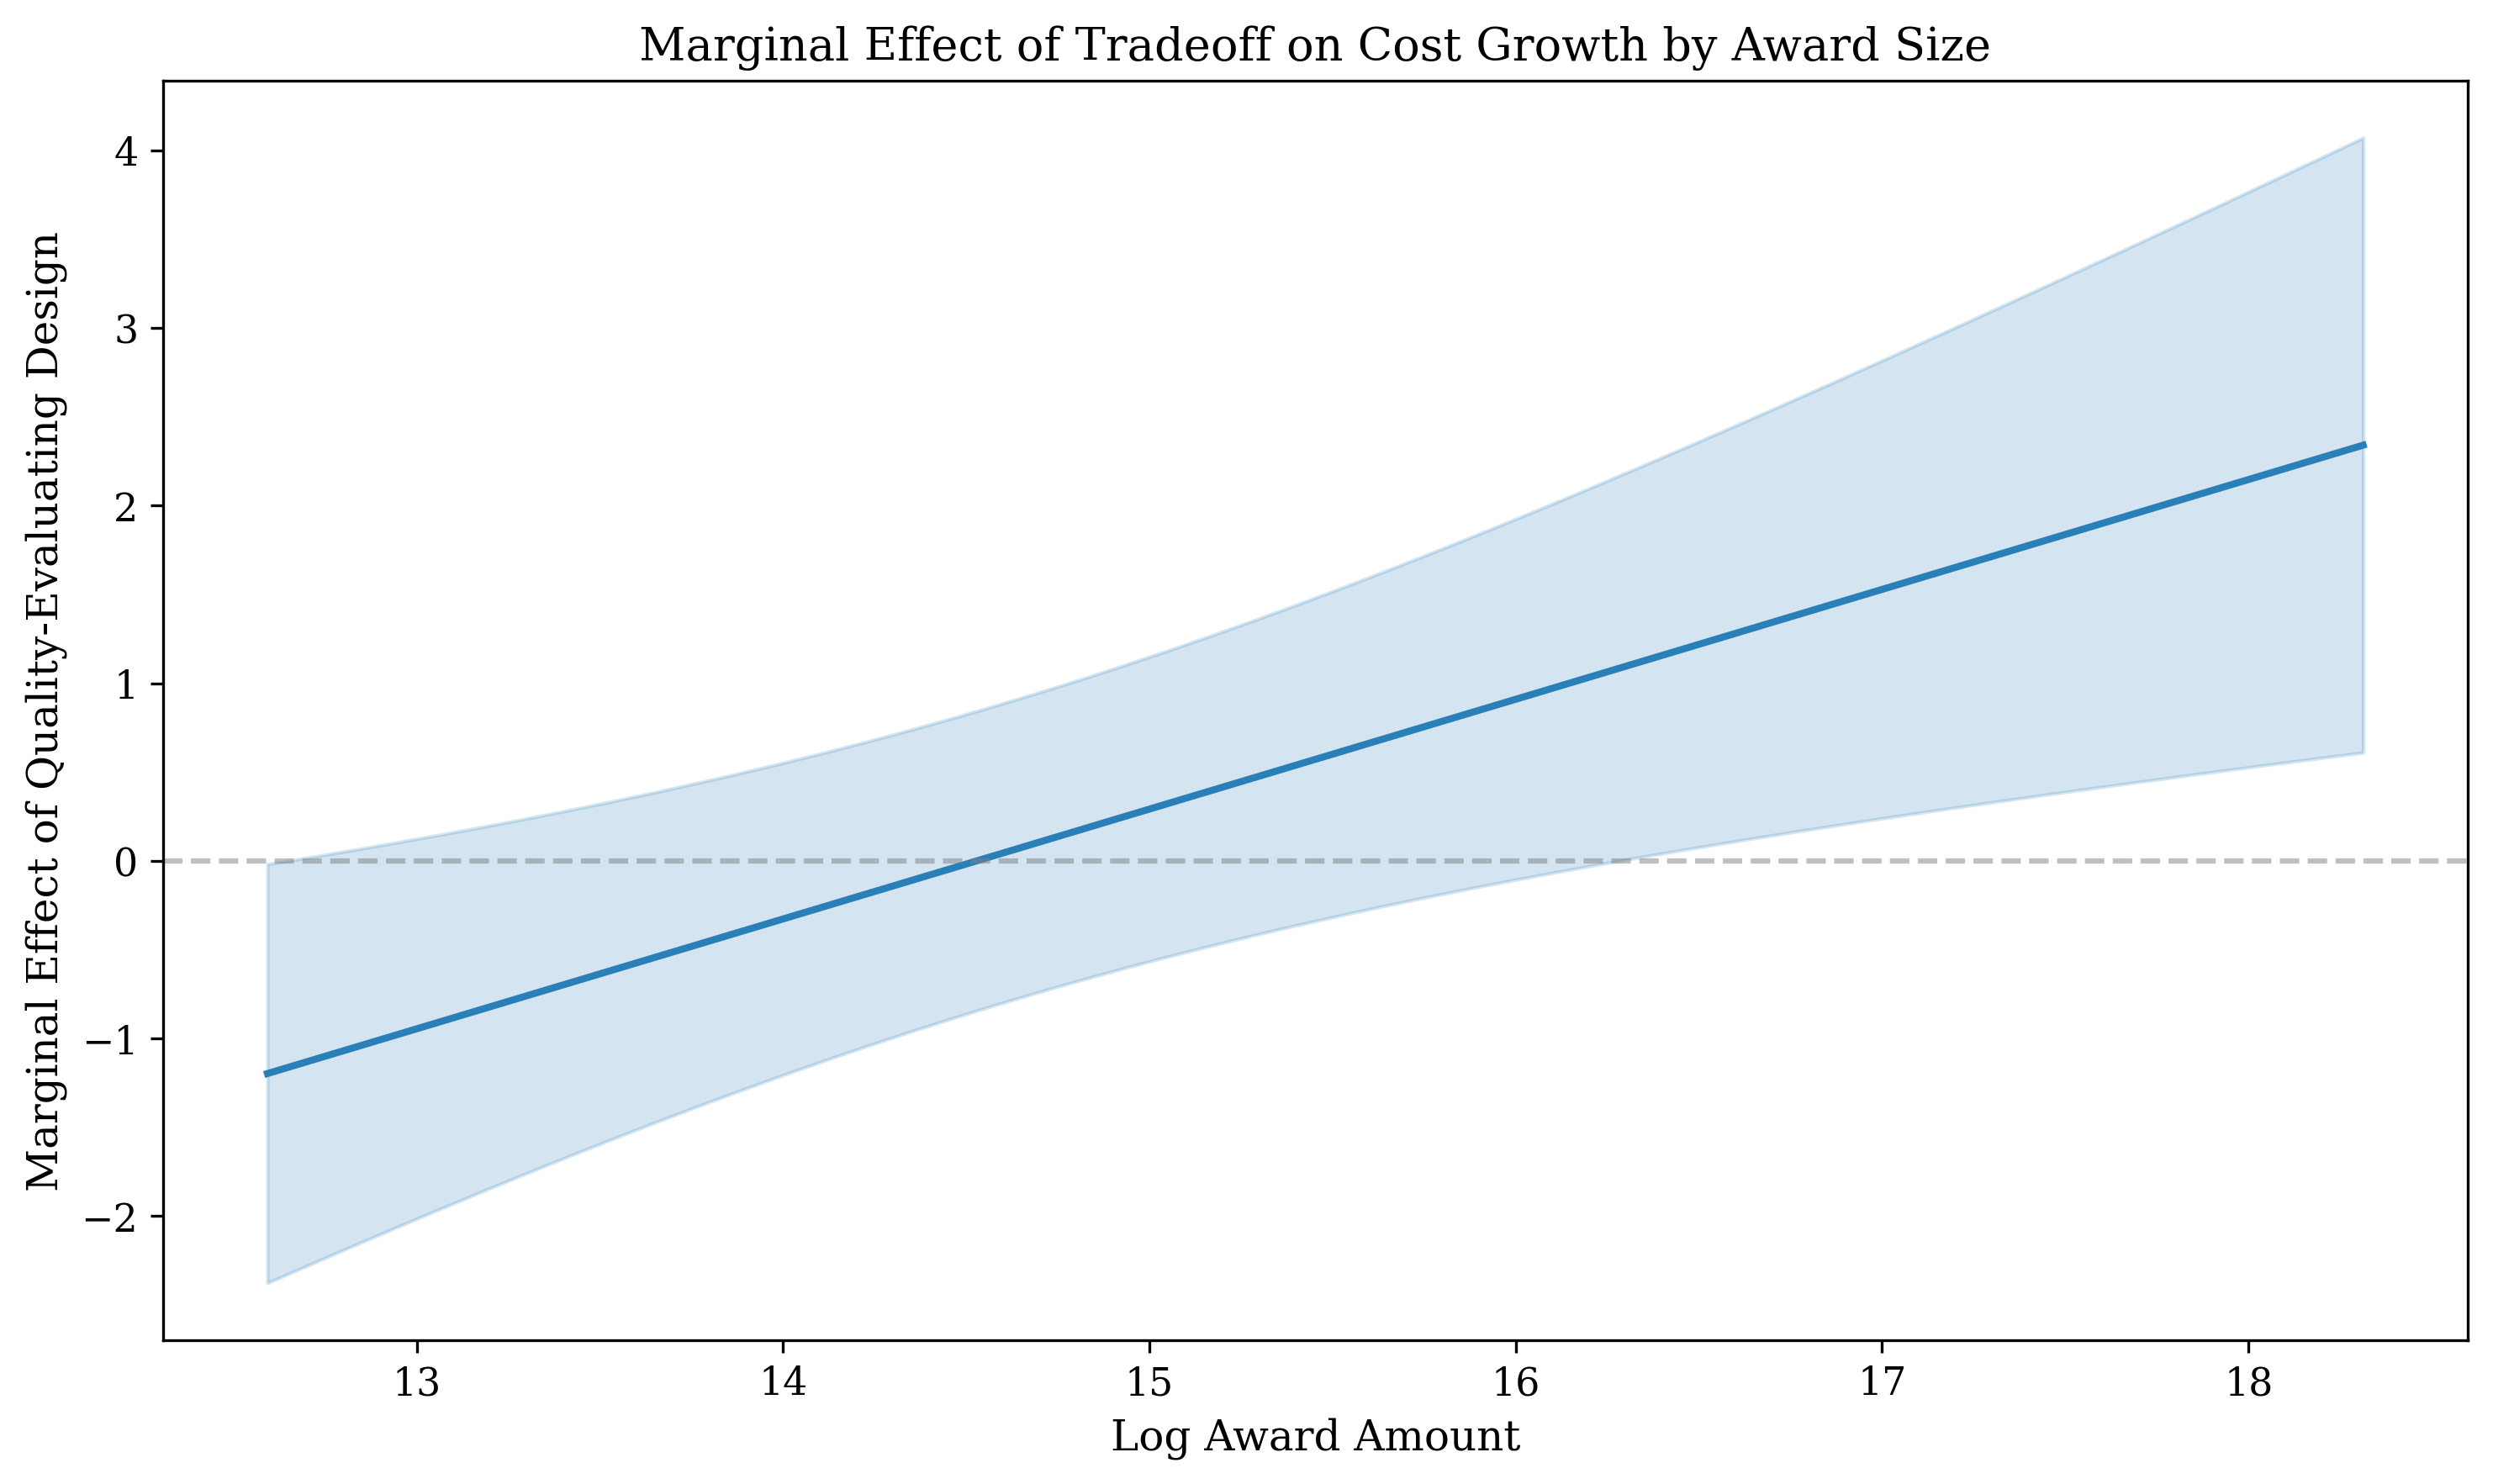 Marginal Effect of Tradeoff on Cost Growth by Award Size
Marginal Effect of Quality-Evaluating Design
4
3
2
1
0
−1
−2
13 14 15 16 17 18
Log Award Amount